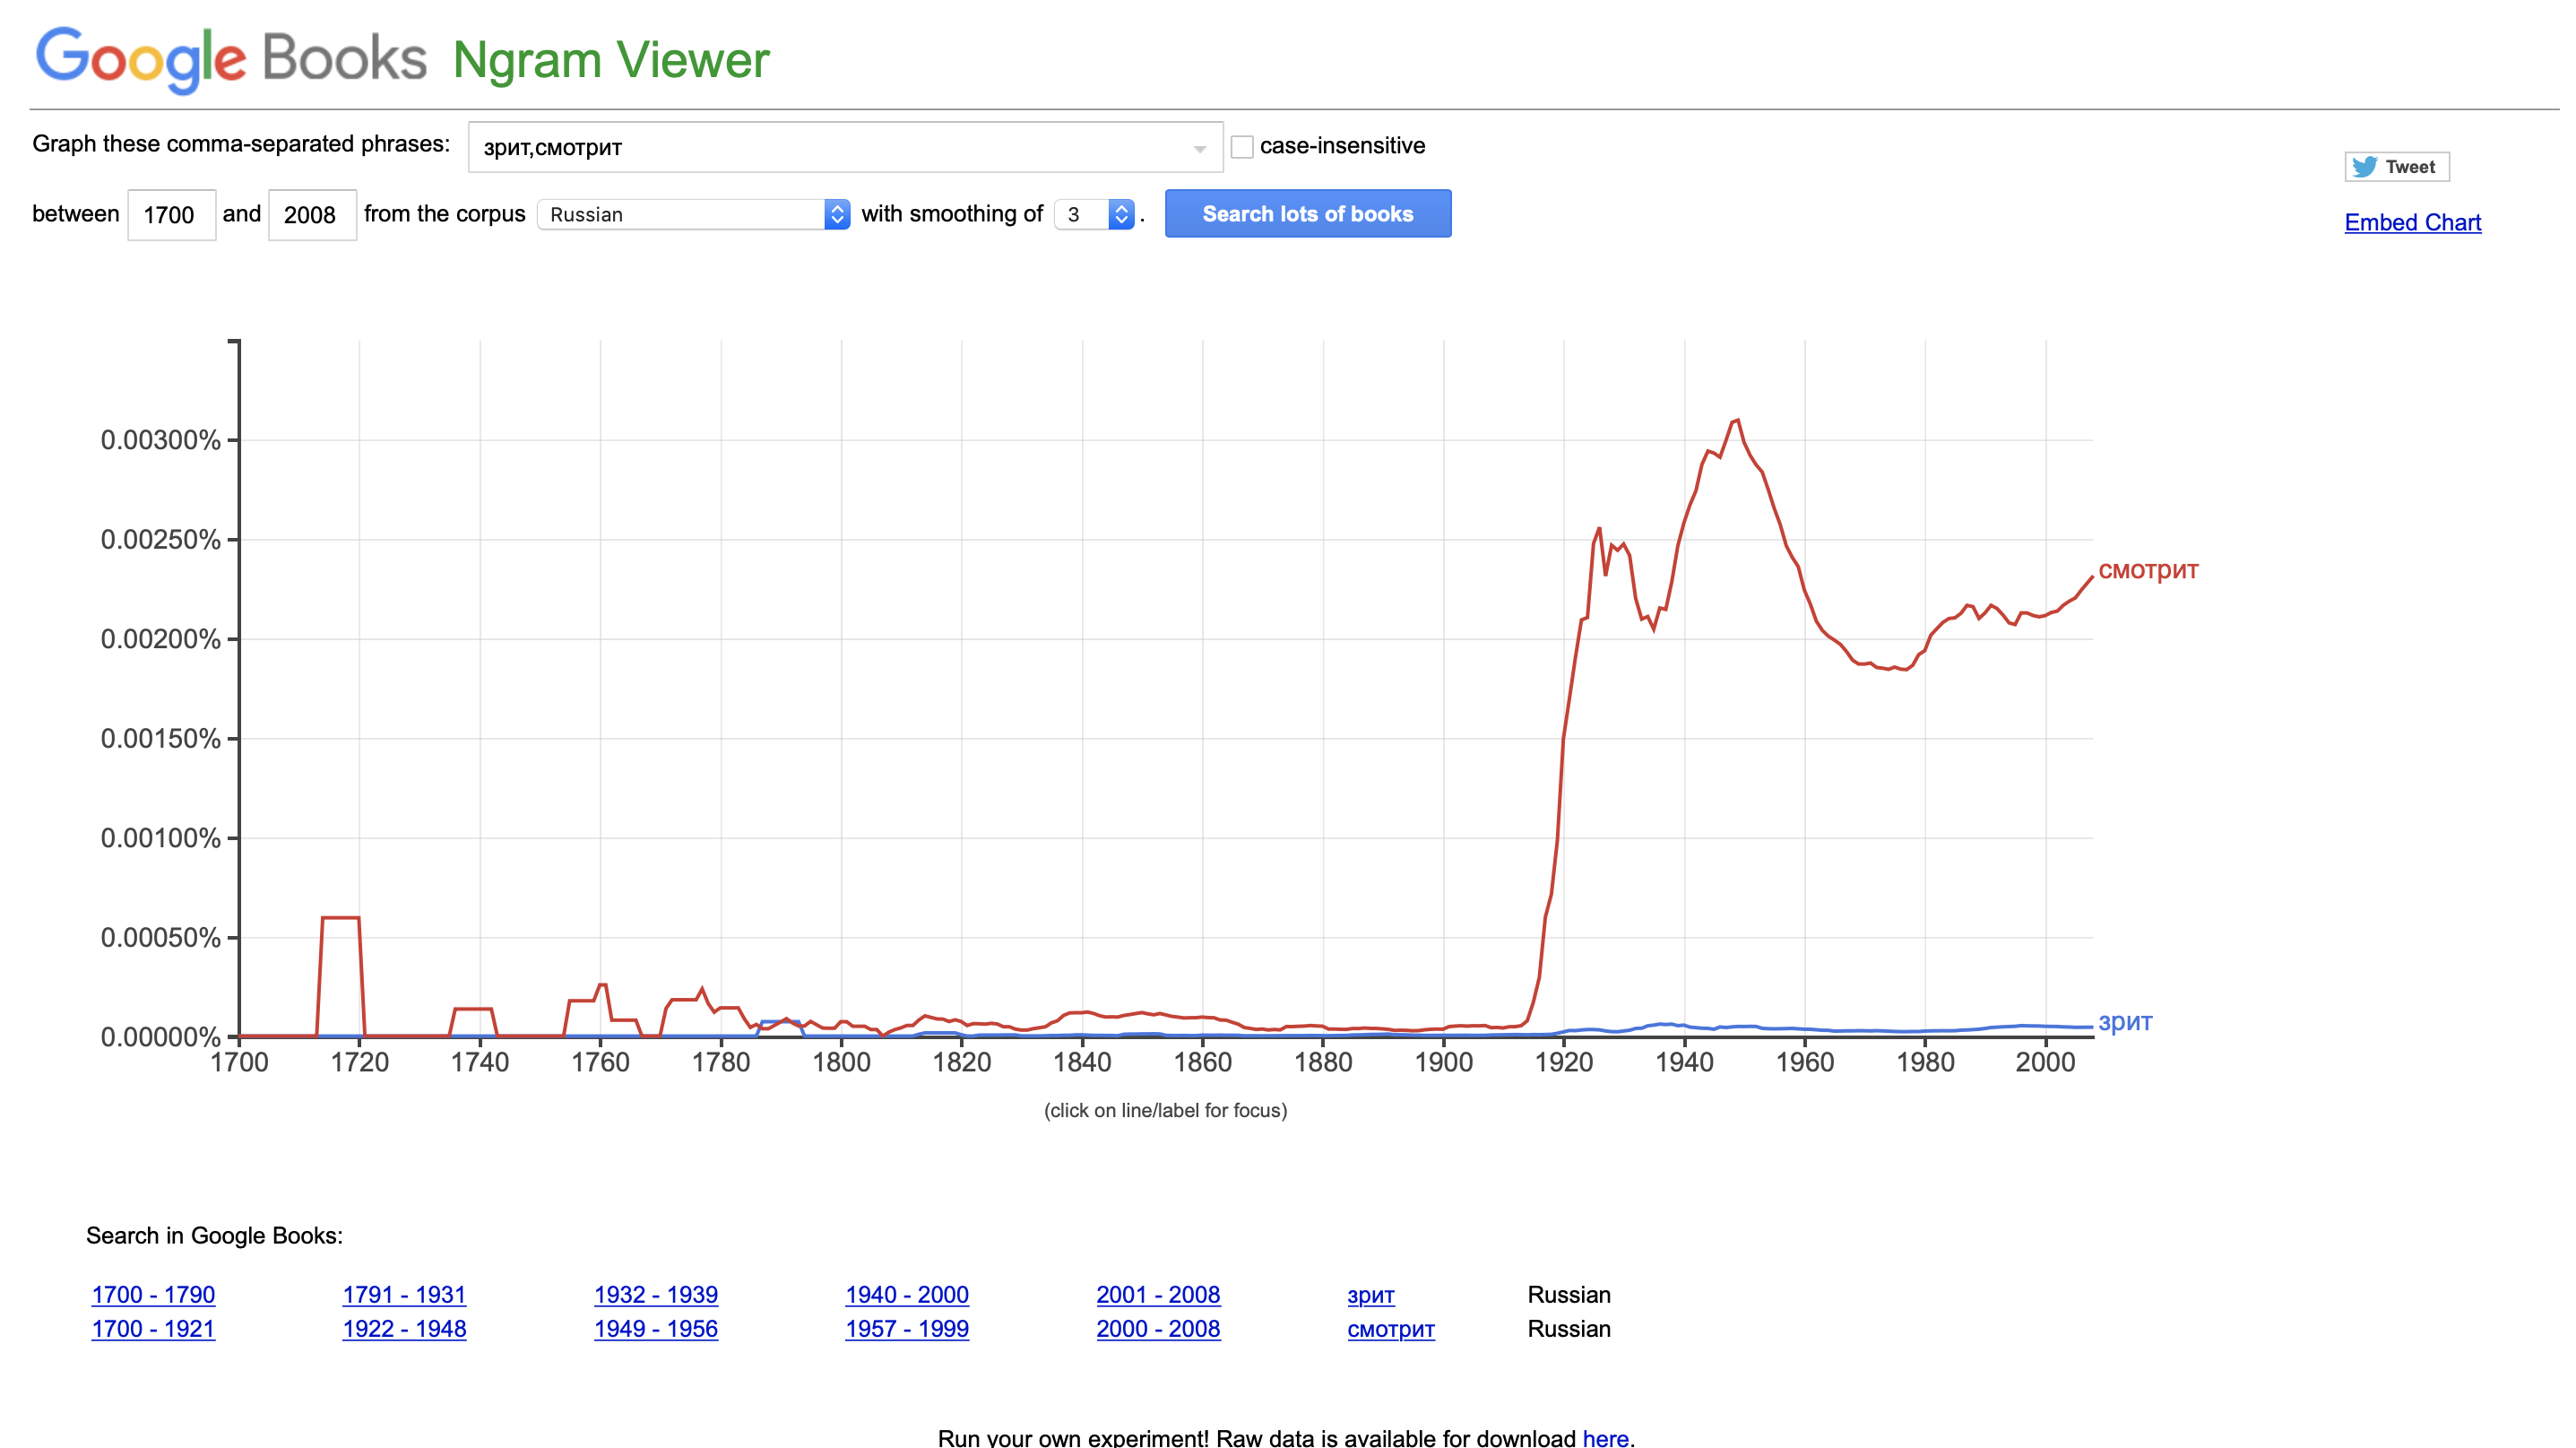 Google Books Ngram Viewer
Graph these comma-separated phrases: зрит,смотрит case-insensitive
Tweet
between 1700 and 2008 from the corpus Russian with smoothing of 3 . Search lots of books
Embed Chart
0.00300%
0.00250%
смотрит
0.00200%
0.00150%
0.00100%
0.00050%
зрит
0.00000%
1700 1720 1740 1760 1780 1800 1820 1840 1860 1880 1900 1920 1940 1960 1980 2000
(click on line/label for focus)
Search in Google Books:
1700 - 1790 1791 - 1931 1932 - 1939 1940 - 2000 2001 - 2008 зрит Russian
1700 - 1921 1922 - 1948 1949 - 1956 1957 - 1999 2000 - 2008 смотрит Russian
Run your own experiment! Raw data is available for download here.